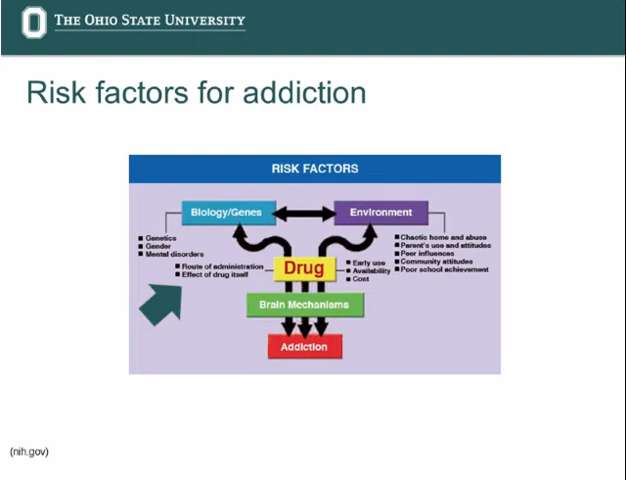 THE OHIO STATE UNIVERSITY
Risk factors for addiction
RISK FACTORS
Biology/Genes
Environment
■ Genetics
■ Gender
■ Mental disorders
■ Chaotic home and abuse
■ Parent's use and attitudes
■ Peer influences
■ Community attitudes
■ Poor school achievement
■ Route of administration
■ Effect of drug itself
Drug
■ Early use
■ Availability
■ Cost
Brain Mechanisms
Addiction
(nih.gov)